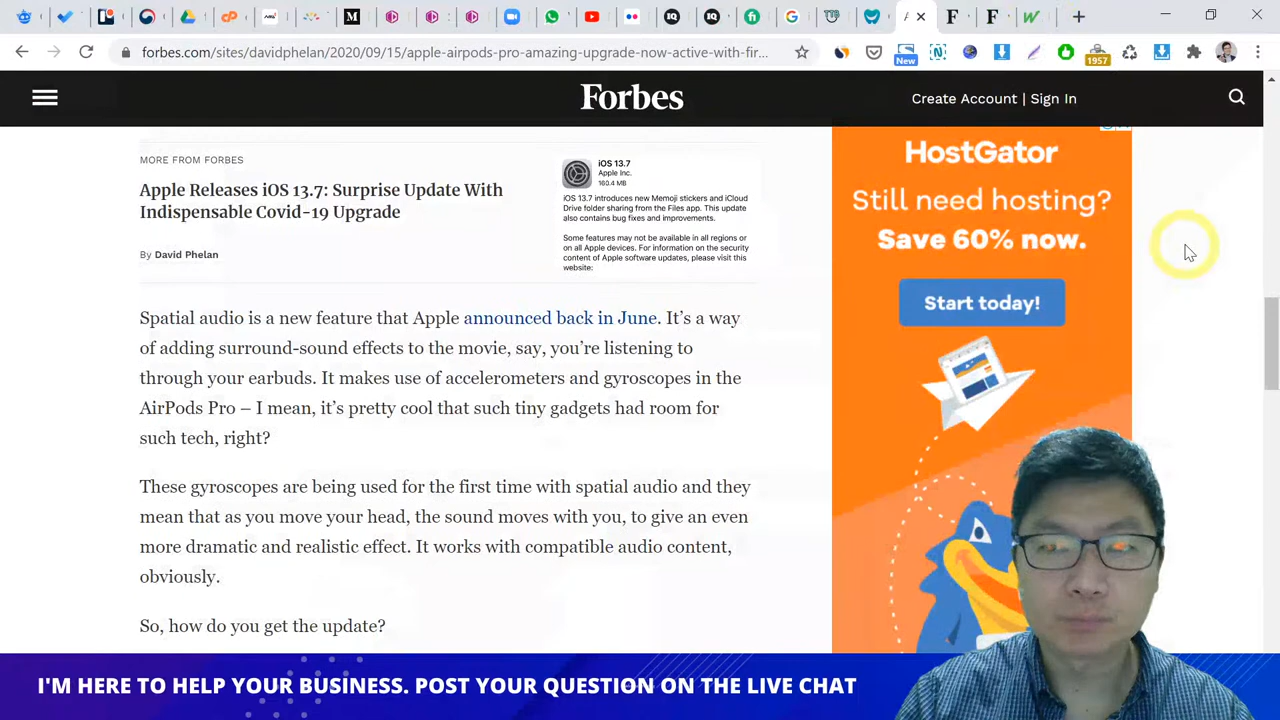 forbes.com/sites/davidphelan/2020/09/15/apple-airpods-pro-amazing-upgrade-now-active-with-fir...
New
1957
Forbes
Create Account | Sign In
MORE FROM FORBES
Apple Releases iOS 13.7: Surprise Update With
Indispensable Covid-19 Upgrade
By David Phelan
iOS 13.7
Apple Inc.
160.4 MB
iOS 13.7 introduces new Memoji stickers and iCloud
Drive folder sharing from the Files app. This update
also contains bug fixes and improvements.
Some features may not be available in all regions or
on all Apple devices. For information on the security
content of Apple software updates, please visit this
website:
HostGator
Still need hosting?
Save 60% now.
Start today!
Spatial audio is a new feature that Apple announced back in June. It’s a way
of adding surround-sound effects to the movie, say, you’re listening to
through your earbuds. It makes use of accelerometers and gyroscopes in the
AirPods Pro – I mean, it’s pretty cool that such tiny gadgets had room for
such tech, right?
These gyroscopes are being used for the first time with spatial audio and they
mean that as you move your head, the sound moves with you, to give an even
more dramatic and realistic effect. It works with compatible audio content,
obviously.
So, how do you get the update?
I'M HERE TO HELP YOUR BUSINESS. POST YOUR QUESTION ON THE LIVE CHAT